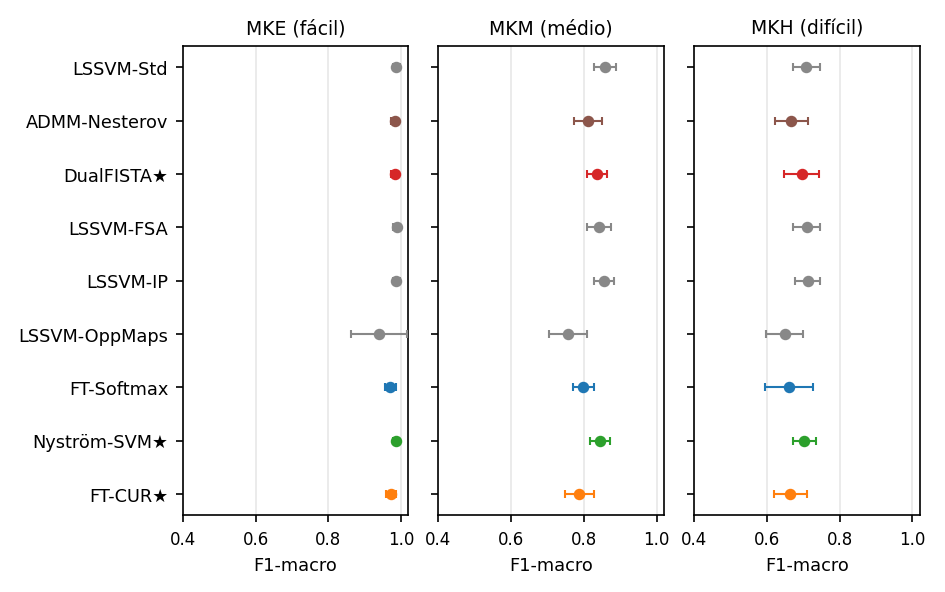 MKE (fácil) MKM (médio) MKH (difícil)
LSSVM-Std
ADMM-Nesterov
DualFISTA★
LSSVM-FSA
LSSVM-IP
LSSVM-OppMaps
FT-Softmax
Nyström-SVM★
FT-CUR★
0.4 0.6 0.8 1.0 0.4 0.6 0.8 1.0 0.4 0.6 0.8 1.0
F1-macro F1-macro F1-macro